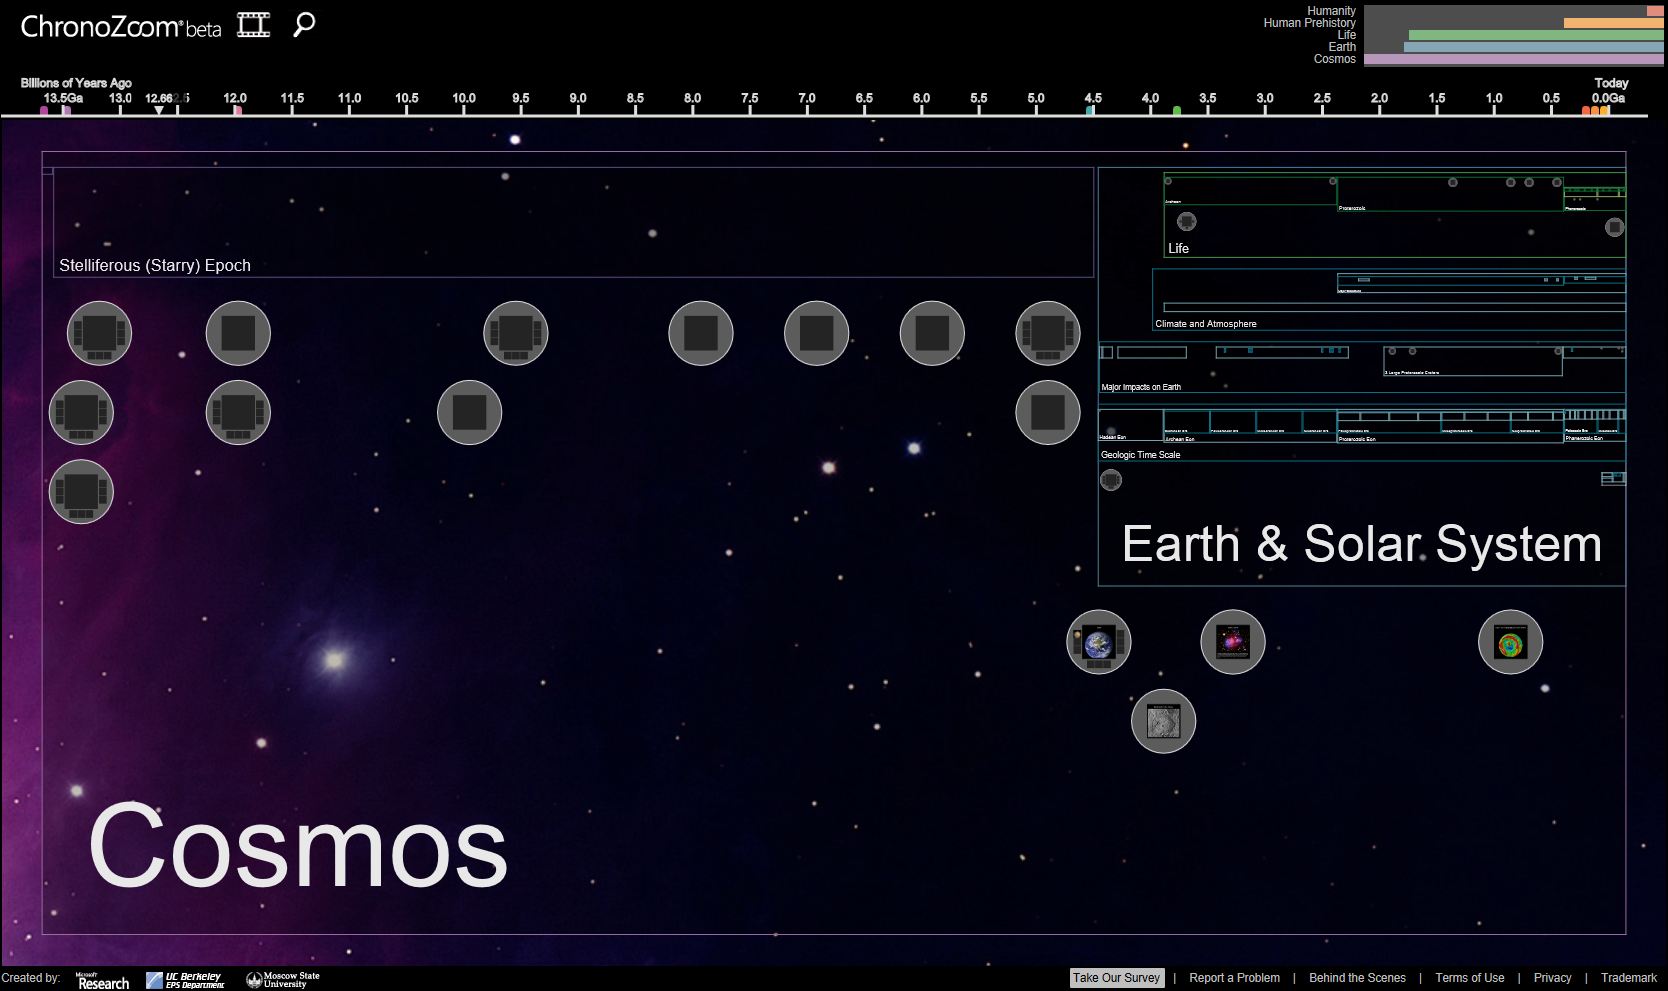 ChronoZoom® beta
Humanity
Human Prehistory
Life
Earth
Cosmos
Billions of Years Ago
Today
13.5Ga 13.0 12.66 12.0 11.5 11.0 10.5 10.0 9.5 9.0 8.5 8.0 7.5 7.0 6.5 6.0 5.5 5.0 4.5 4.0 3.5 3.0 2.5 2.0 1.5 1.0 0.5 0.0Ga
Stelliferous (Starry) Epoch
Archean
Proterozoic
Phanerozoic
Life
Climate and Atmosphere
Major Impacts on Earth
Hadean Eon
Archean Eon
Proterozoic Eon
Phanerozoic Eon
Geologic Time Scale
Earth & Solar System
Cosmos
Created by:
Microsoft
Research
UC Berkeley
EPS Department
Moscow State
University
Take Our Survey | Report a Problem | Behind the Scenes | Terms of Use | Privacy | Trademark